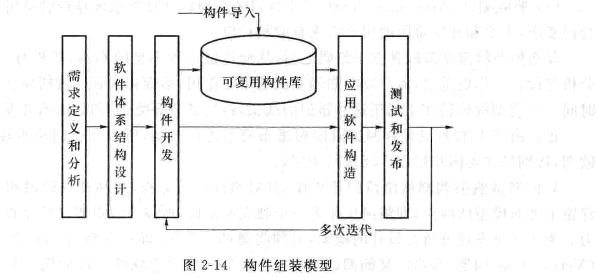 构件导入
可复用构件库
需求定义和分析
软件体系结构设计
构件开发
应用软件构造
测试和发布
多次迭代
图 2-14 构件组装模型